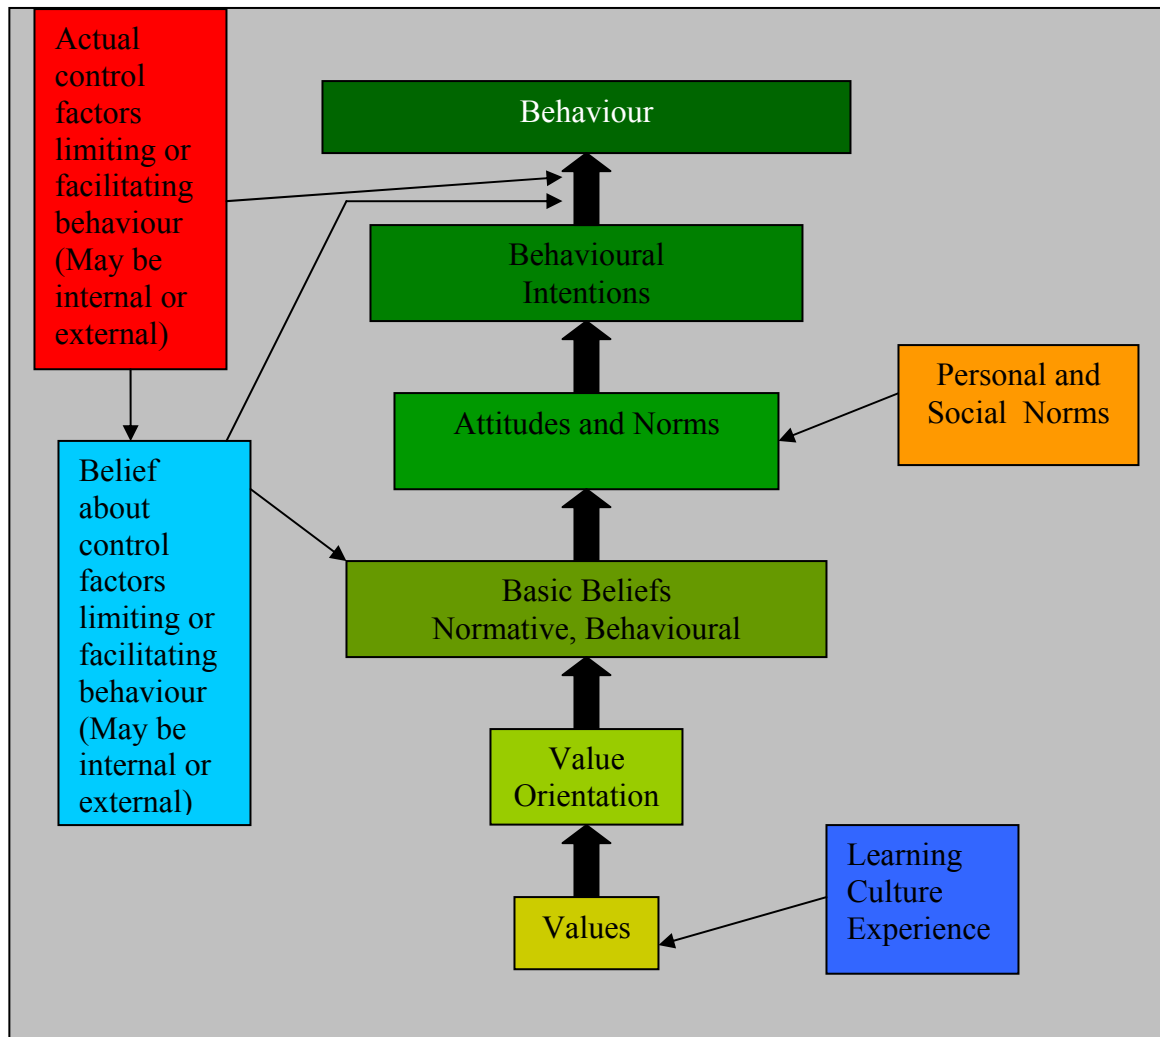 Actual
control
factors
limiting or
facilitating
behaviour
(May be
internal or
external)
Behaviour
Behavioural
Intentions
Attitudes and Norms
Personal and
Social Norms
Belief
about
control
factors
limiting or
facilitating
behaviour
(May be
internal or
external)
Basic Beliefs
Normative, Behavioural
Value
Orientation
Values
Learning
Culture
Experience